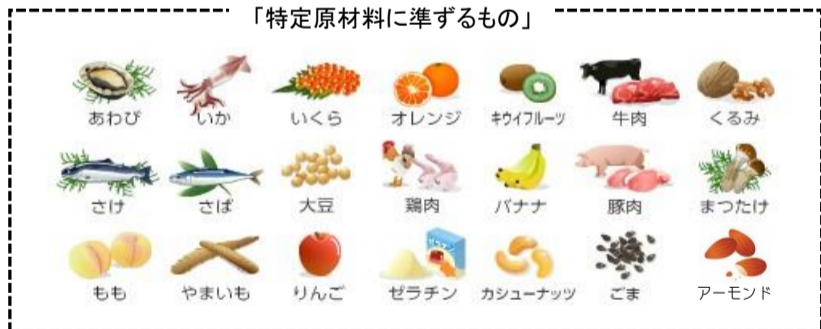 「特定原材料に準ずるもの」
あわび いか いくら オレンジ キウイフルーツ 牛肉 くるみ
さけ さば 大豆 鶏肉 バナナ 豚肉 まつたけ
もも やまいも りんご ゼラチン カシューナッツ ごま アーモンド